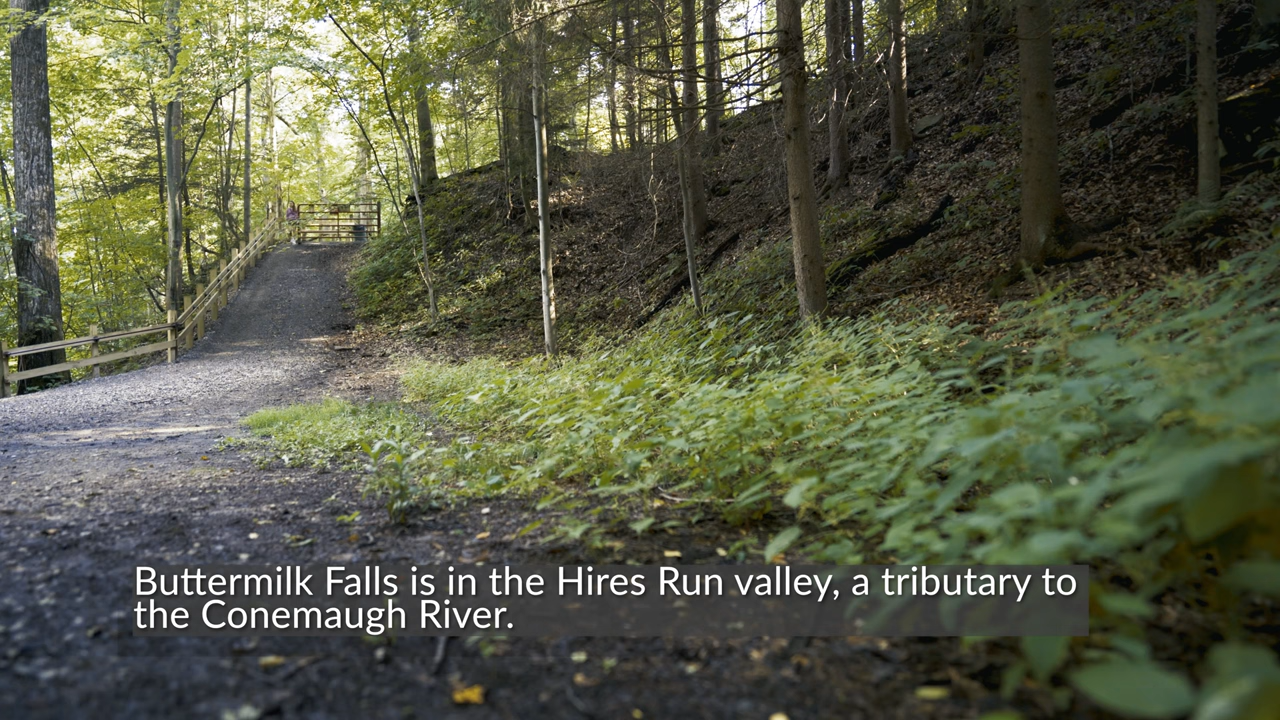 Buttermilk Falls is in the Hires Run valley, a tributary to
the Conemaugh River.